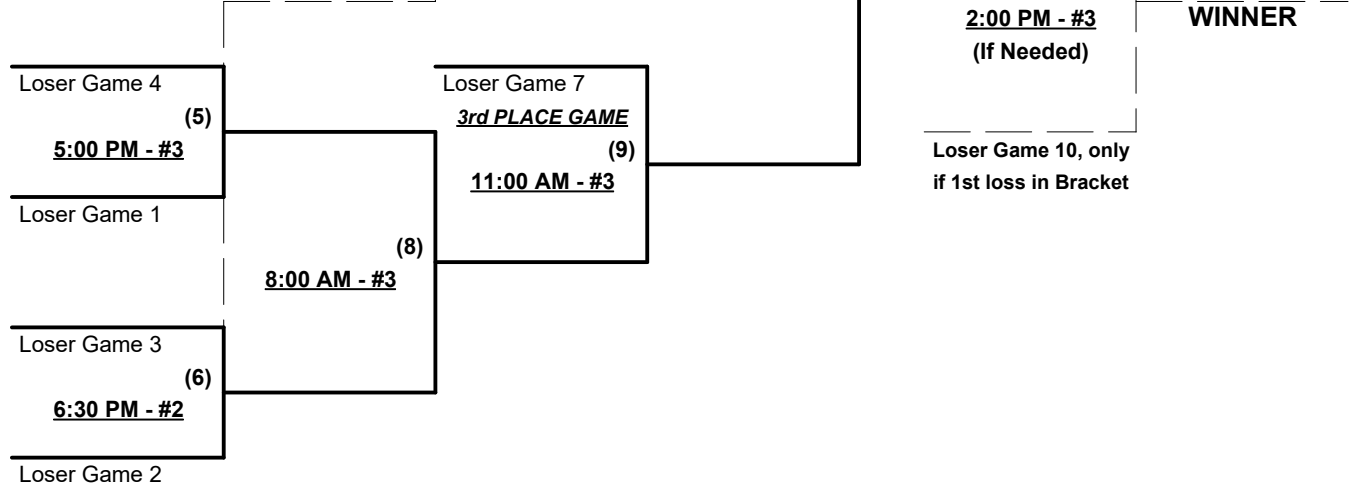 2:00 PM - #3
WINNER
(If Needed)
Loser Game 4
Loser Game 7
(5)
3rd PLACE GAME
5:00 PM - #3
(9)
Loser Game 10, only
11:00 AM - #3
if 1st loss in Bracket
Loser Game 1
(8)
8:00 AM - #3
Loser Game 3
(6)
6:30 PM - #2
Loser Game 2